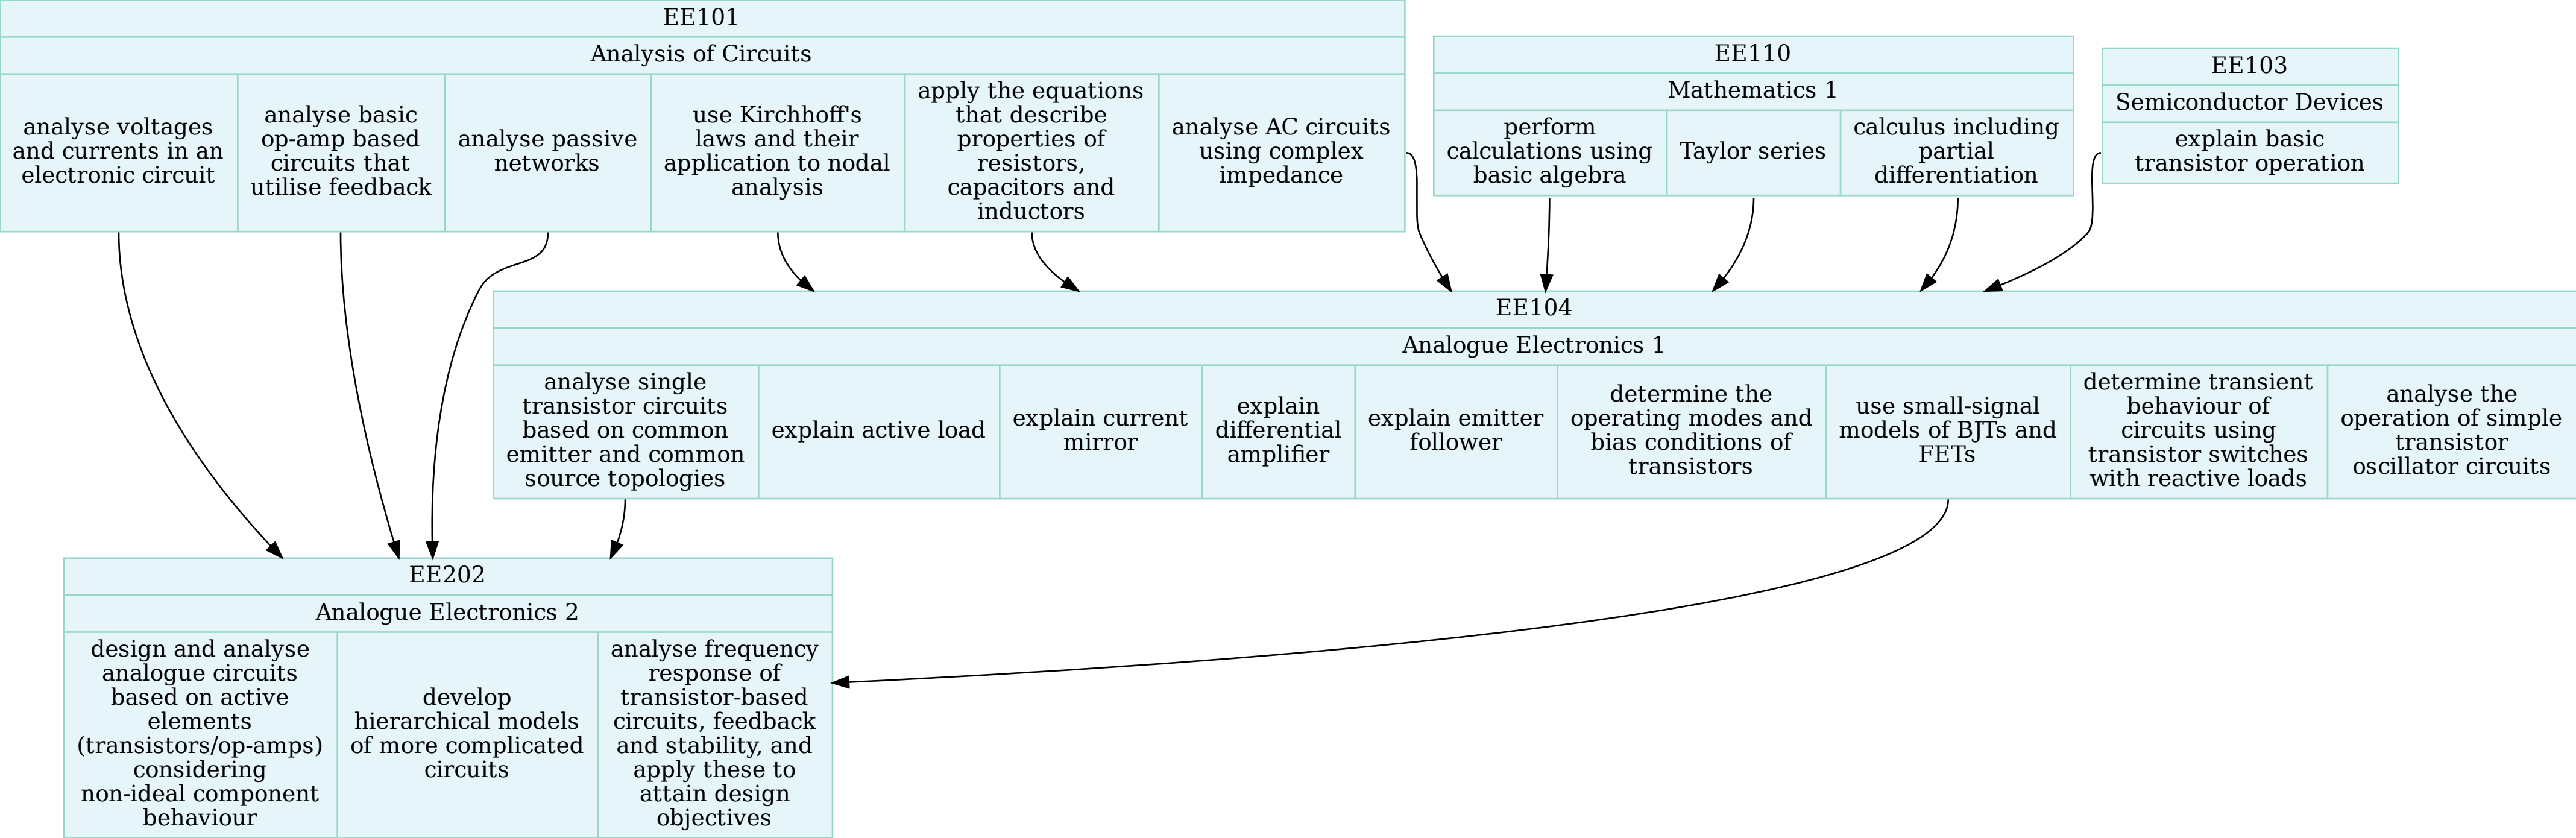 EE101
Analysis of Circuits
analyse voltages
and currents in an
electronic circuit
analyse basic
op-amp based
circuits that
utilise feedback
analyse passive
networks
use Kirchhoff's
laws and their
application to nodal
analysis
apply the equations
that describe
properties of
resistors,
capacitors and
inductors
analyse AC circuits
using complex
impedance
EE110
Mathematics 1
perform
calculations using
basic algebra
Taylor series
calculus including
partial
differentiation
EE103
Semiconductor Devices
explain basic
transistor operation
EE104
Analogue Electronics 1
analyse single
transistor circuits
based on common
emitter and common
source topologies
explain active load
explain current
mirror
explain
differential
amplifier
explain emitter
follower
determine the
operating modes and
bias conditions of
transistors
use small-signal
models of BJTs and
FETs
determine transient
behaviour of
circuits using
transistor switches
with reactive loads
analyse the
operation of simple
transistor
oscillator circuits
EE202
Analogue Electronics 2
design and analyse
analogue circuits
based on active
elements
(transistors/op-amps)
considering
non-ideal component
behaviour
develop
hierarchical models
of more complicated
circuits
analyse frequency
response of
transistor-based
circuits, feedback
and stability, and
apply these to
attain design
objectives